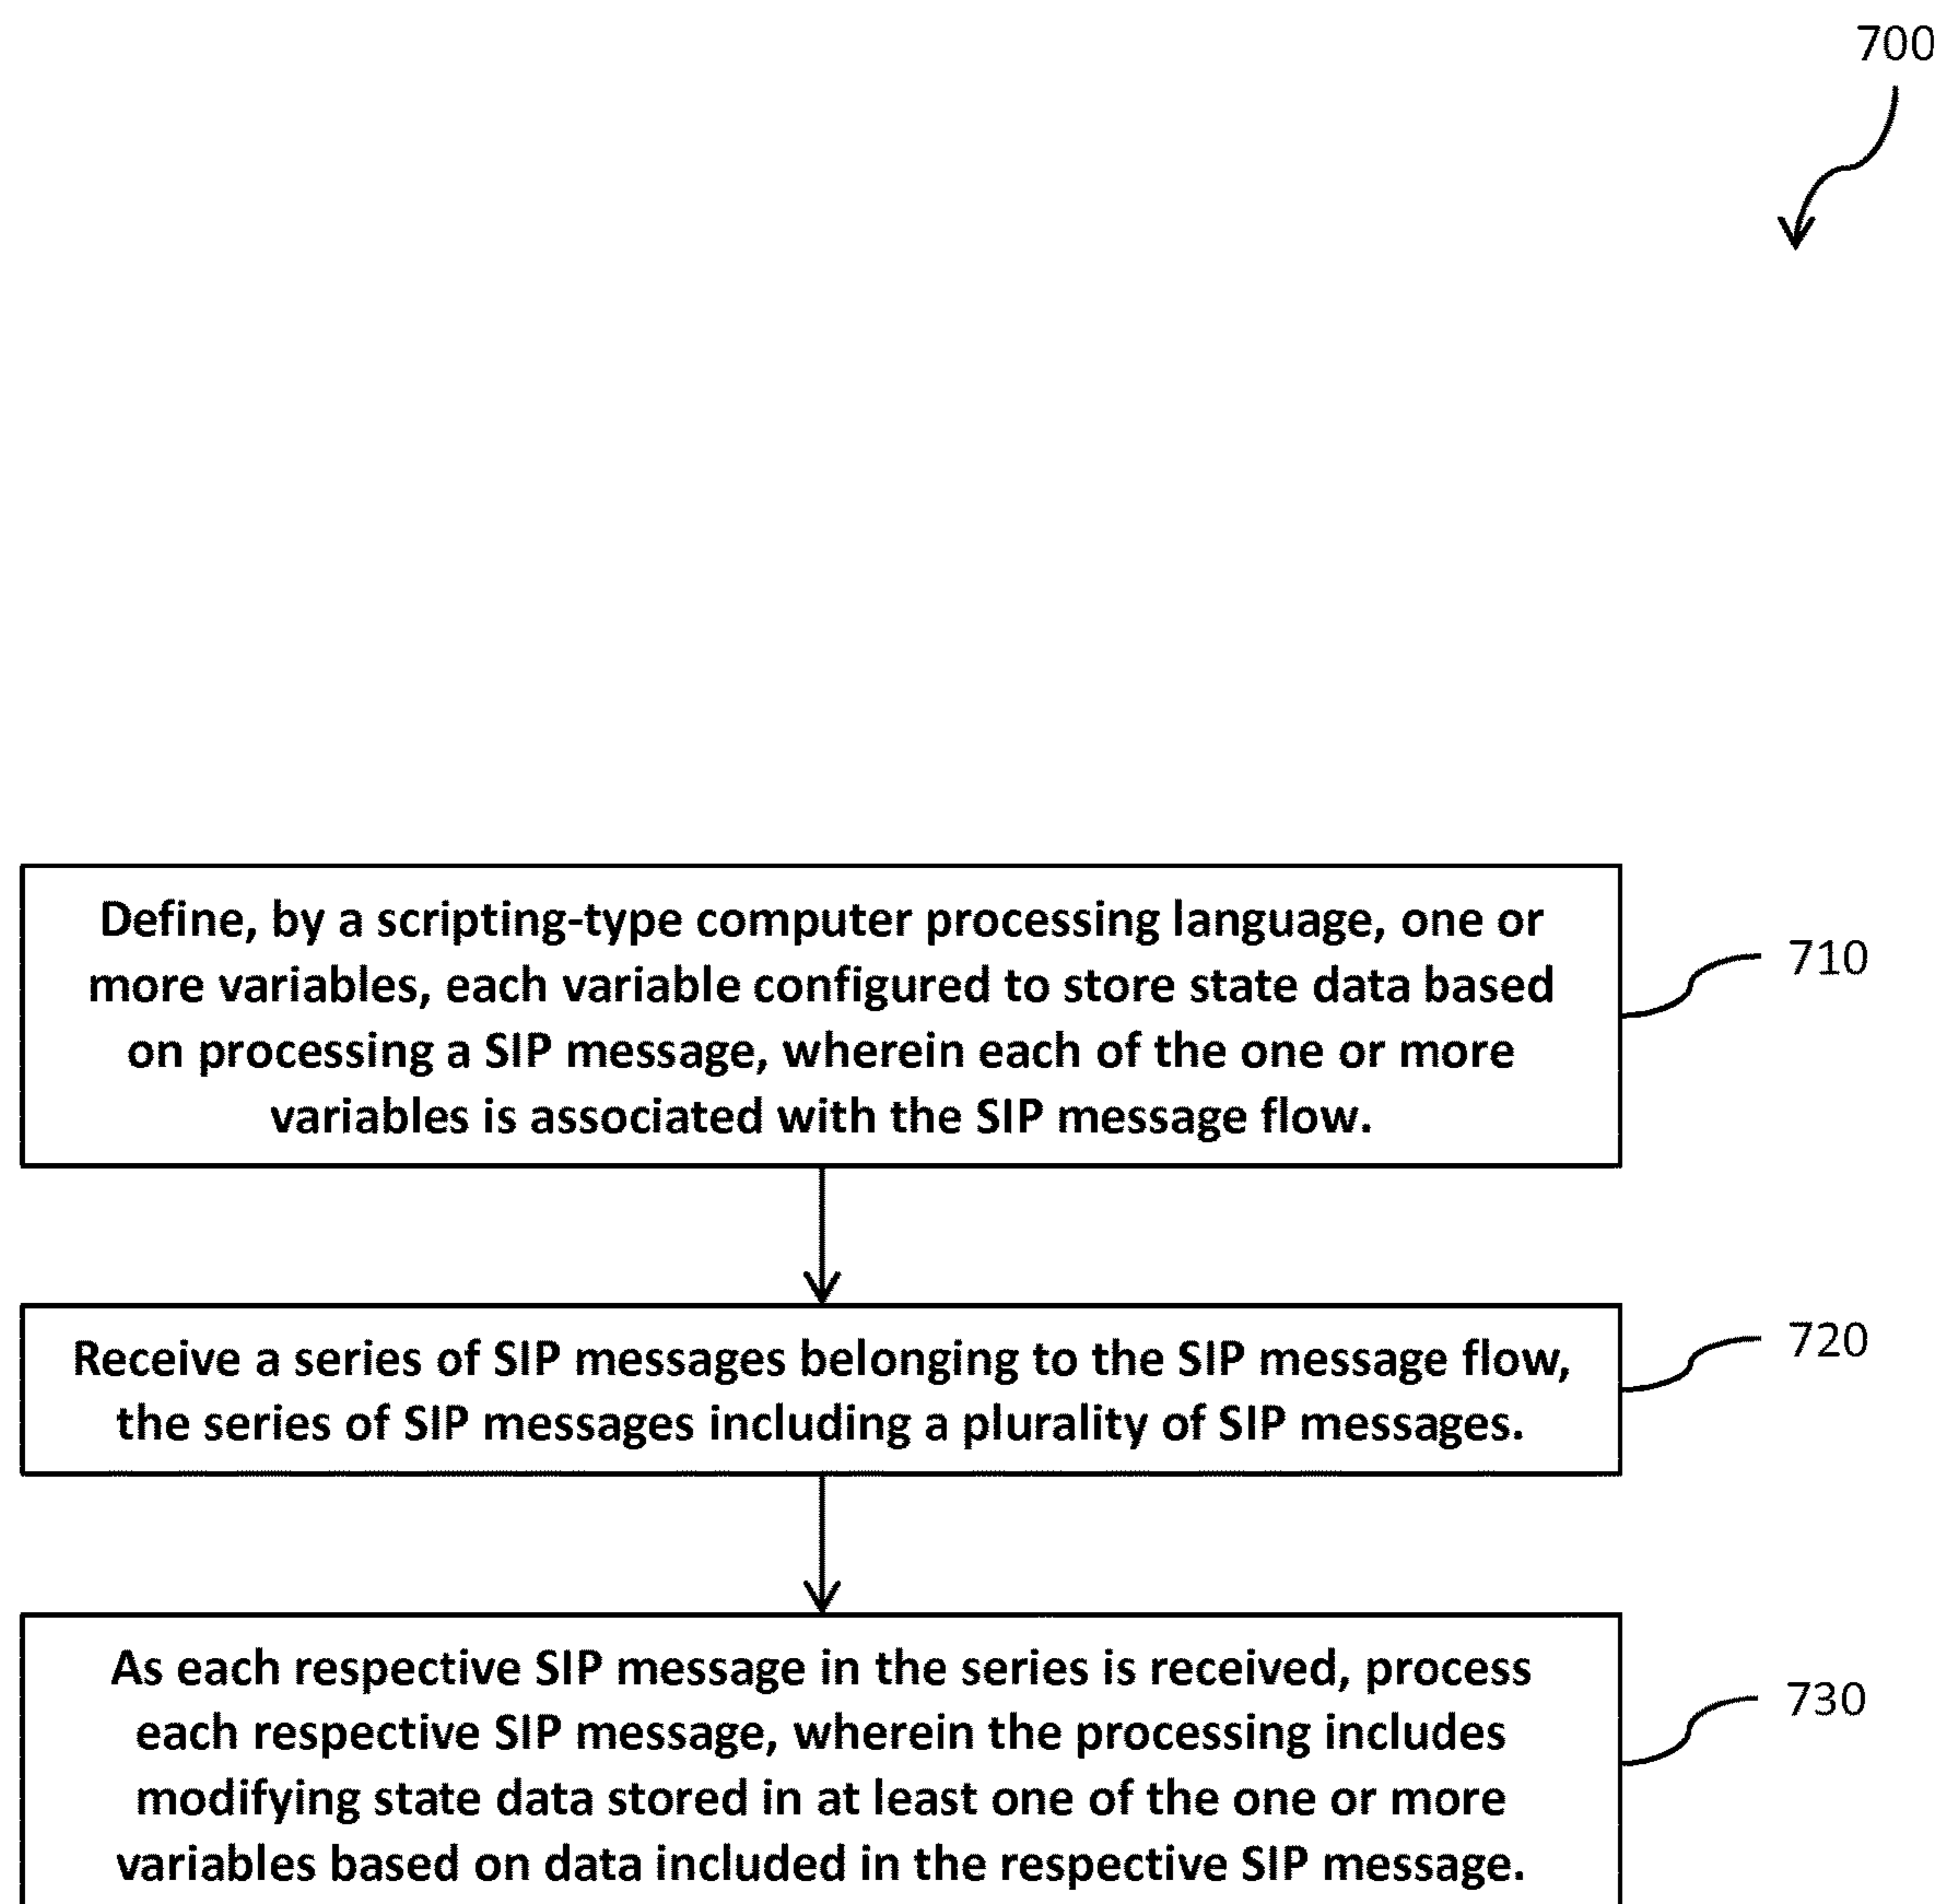 700
Define, by a scripting-type computer processing language, one or
more variables, each variable configured to store state data based
on processing a SIP message, wherein each of the one or more
variables is associated with the SIP message flow.
710
Receive a series of SIP messages belonging to the SIP message flow,
the series of SIP messages including a plurality of SIP messages.
720
As each respective SIP message in the series is received, process
each respective SIP message, wherein the processing includes
modifying state data stored in at least one of the one or more
variables based on data included in the respective SIP message.
730